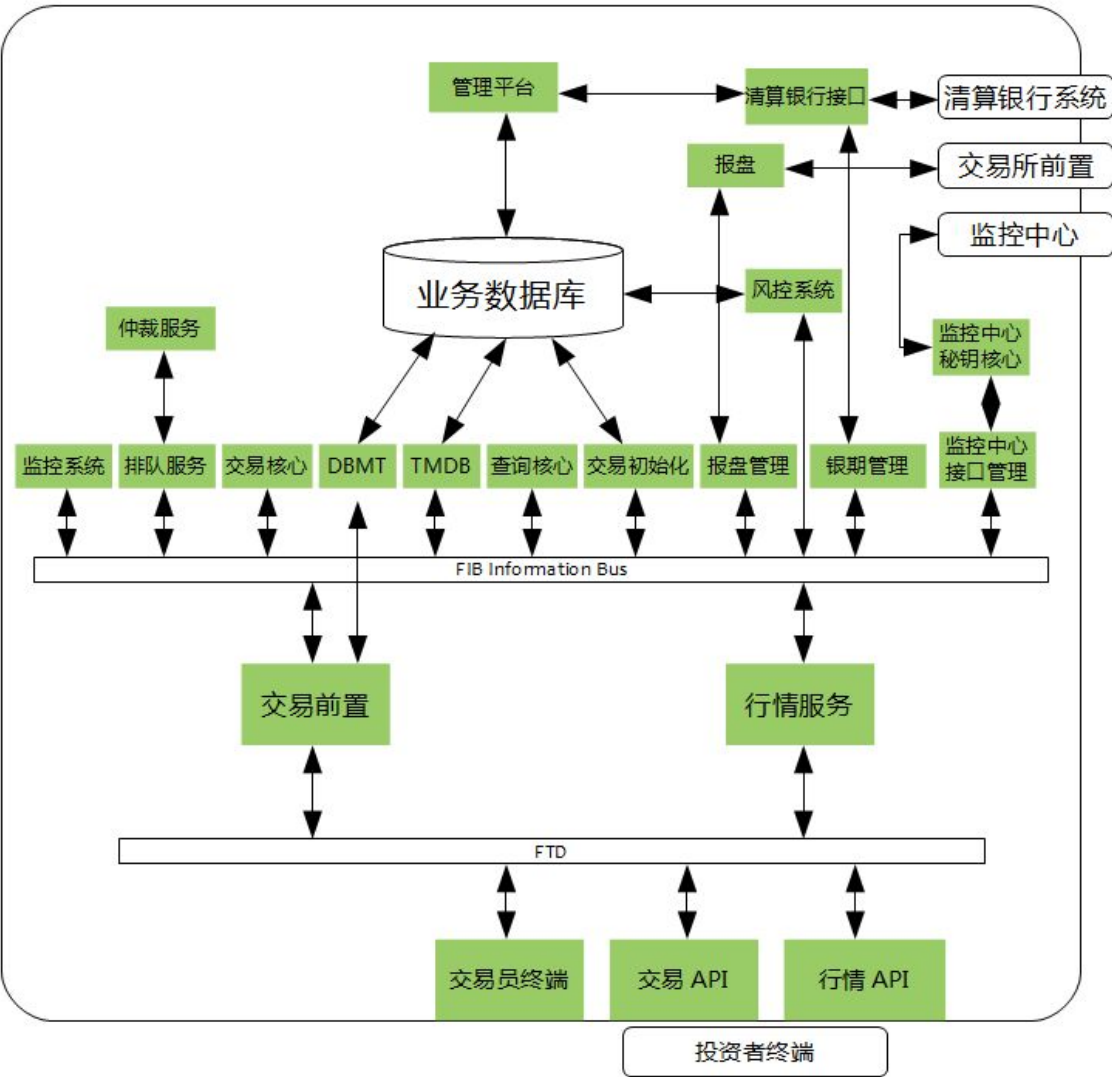 管理平台
清算银行接口
清算银行系统
报盘
交易所前置
监控中心
业务数据库
风控系统
仲裁服务
监控中心
秘钥核心
监控系统
排队服务
交易核心
DBMT
TMDB
查询核心
交易初始化
报盘管理
银期管理
监控中心
接口管理
FIB Information Bus
交易前置
行情服务
FTD
交易员终端
交易 API
行情 API
投资者终端